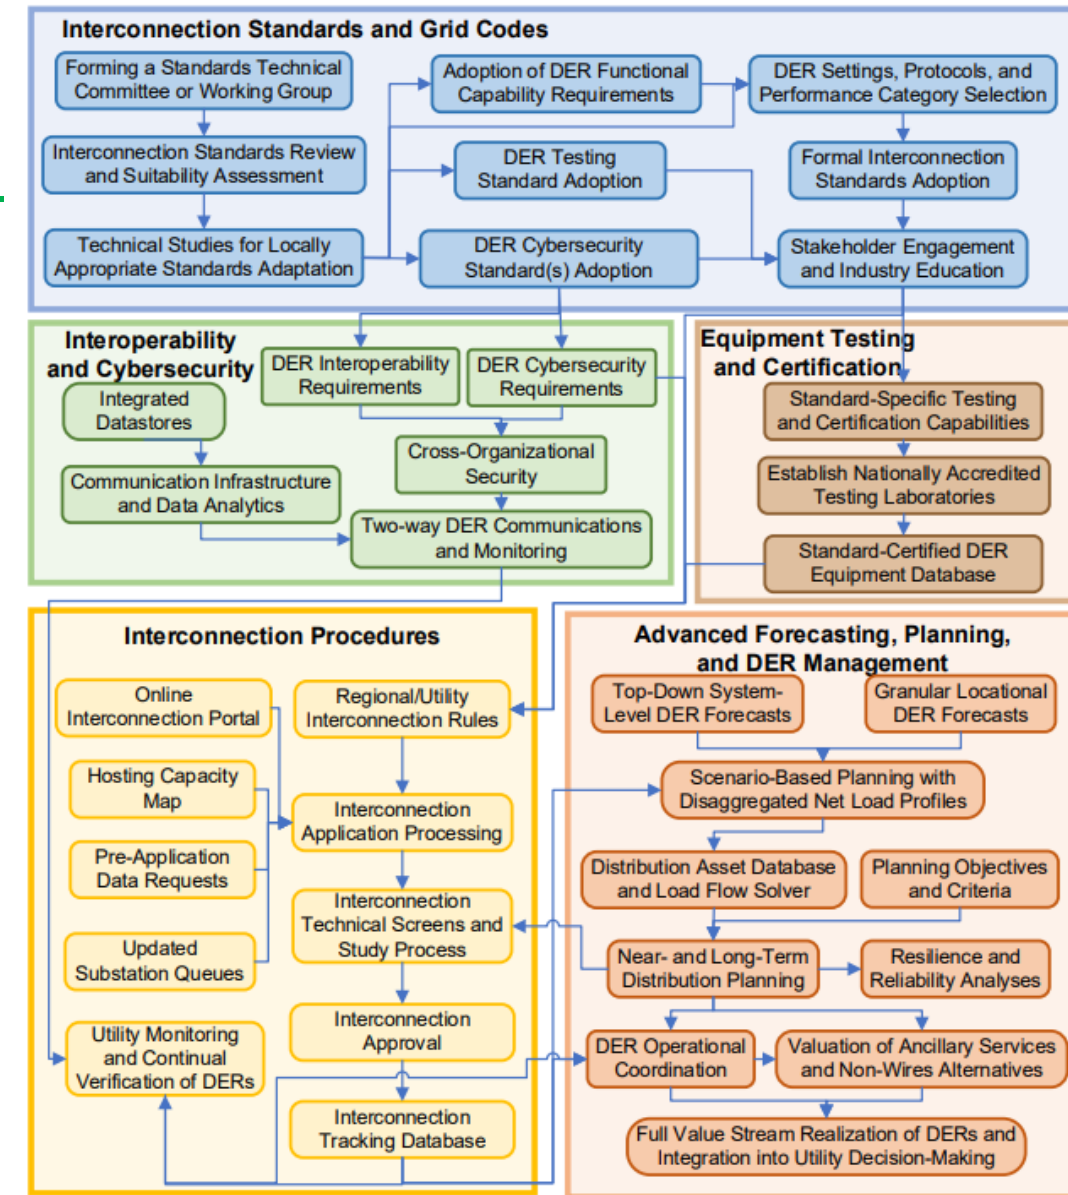 Interconnection Standards and Grid Codes
Forming a Standards Technical
Committee or Working Group
Adoption of DER Functional
Capability Requirements
DER Settings, Protocols, and
Performance Category Selection
Interconnection Standards Review
and Suitability Assessment
DER Testing
Standard Adoption
Formal Interconnection
Standards Adoption
Technical Studies for Locally
Appropriate Standards Adaptation
DER Cybersecurity
Standard(s) Adoption
Stakeholder Engagement
and Industry Education
Interoperability
and Cybersecurity
DER Interoperability
Requirements
DER Cybersecurity
Requirements
Integrated
Datastores
Cross-Organizational
Security
Communication Infrastructure
and Data Analytics
Two-way DER Communications
and Monitoring
Equipment Testing
and Certification
Standard-Specific Testing
and Certification Capabilities
Establish Nationally Accredited
Testing Laboratories
Standard-Certified DER
Equipment Database
Interconnection Procedures
Online
Interconnection Portal
Regional/Utility
Interconnection Rules
Hosting Capacity
Map
Interconnection
Application Processing
Pre-Application
Data Requests
Interconnection
Technical Screens and
Study Process
Updated
Substation Queues
Interconnection
Approval
Utility Monitoring
and Continual
Verification of DERs
Interconnection
Tracking Database
Advanced Forecasting, Planning,
and DER Management
Top-Down System-
Level DER Forecasts
Granular Locational
DER Forecasts
Scenario-Based Planning with
Disaggregated Net Load Profiles
Distribution Asset Database
and Load Flow Solver
Planning Objectives
and Criteria
Near- and Long-Term
Distribution Planning
Resilience and
Reliability Analyses
DER Operational
Coordination
Valuation of Ancillary Services
and Non-Wires Alternatives
Full Value Stream Realization of DERs and
Integration into Utility Decision-Making